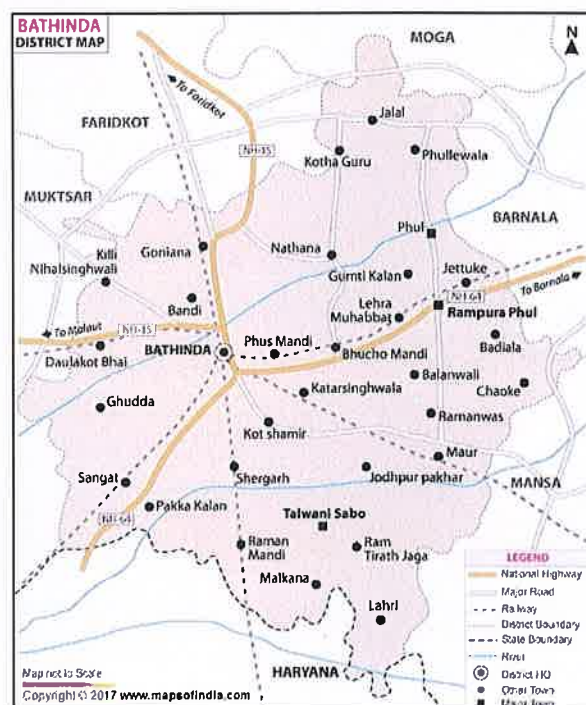 BATHINDA
DISTRICT MAP
MOGA
N
To Faridkot
FARIDKOT
NH-15
Jalal
Kotha Guru
Phullewala
MUKTSAR
BARNALA
Phul
Goniana
Nathana
Killi
Nihalsinghwali
Gumti Kalan
Jettuke
To Barnala
Bandi
Lehra
Muhabbat
NH-64
Rampura Phul
To Malout
NH-15
Phus Mandi
BATHINDA
Bhucho Mandi
Badiala
Daulakot Bhai
Balanwali
Chaoke
Katarsinghwala
Ghudda
Ramanwas
Kot shamir
Maur
Sangat
Shergarh
Jodhpur pakhar
MANSA
Pakka Kalan
NH-64
Talwani Sabo
Raman
Mandi
Ram
Tirath Jaga
Malkana
Lahri
HARYANA
LEGEND
National Highway
Major Road
Railway
District Boundary
State Boundary
River
District HQ
Other Town
Major Town
Map not to Scale
Copyright © 2017 www.mapsofindia.com